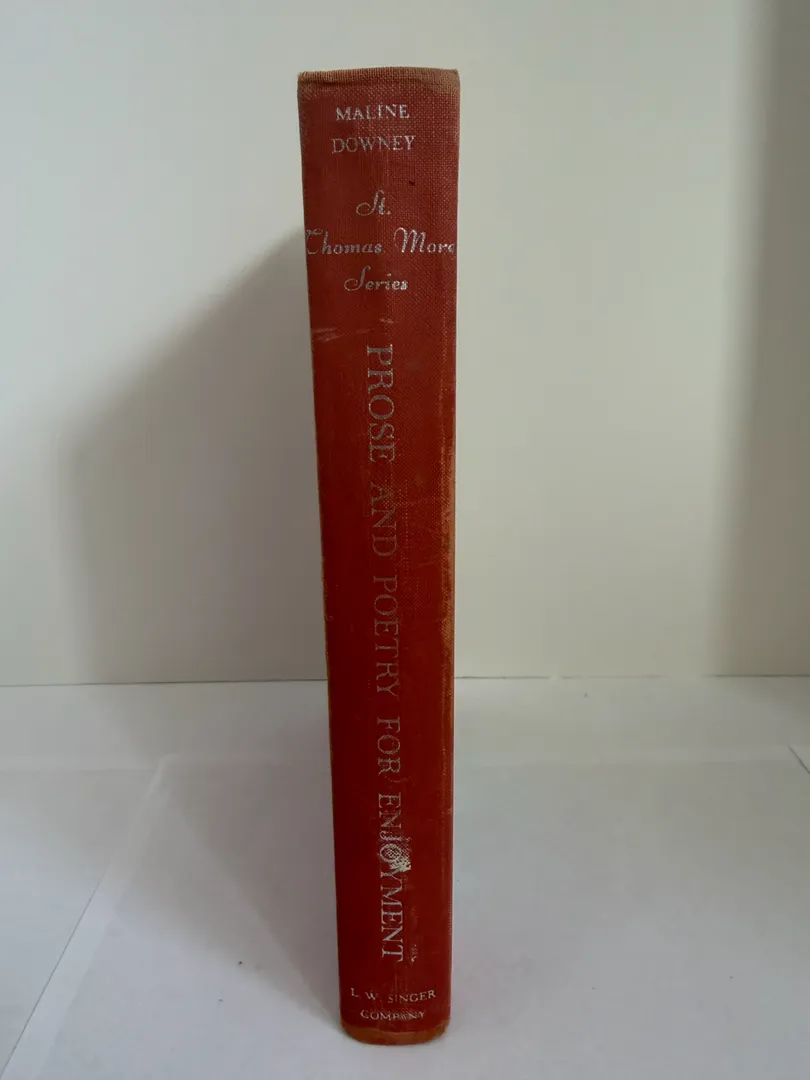 MALINE
DOWNEY
St.
Thomas More
Series
PROSE AND POETRY FOR ENJOYMENT
L. W. SINGER
COMPANY